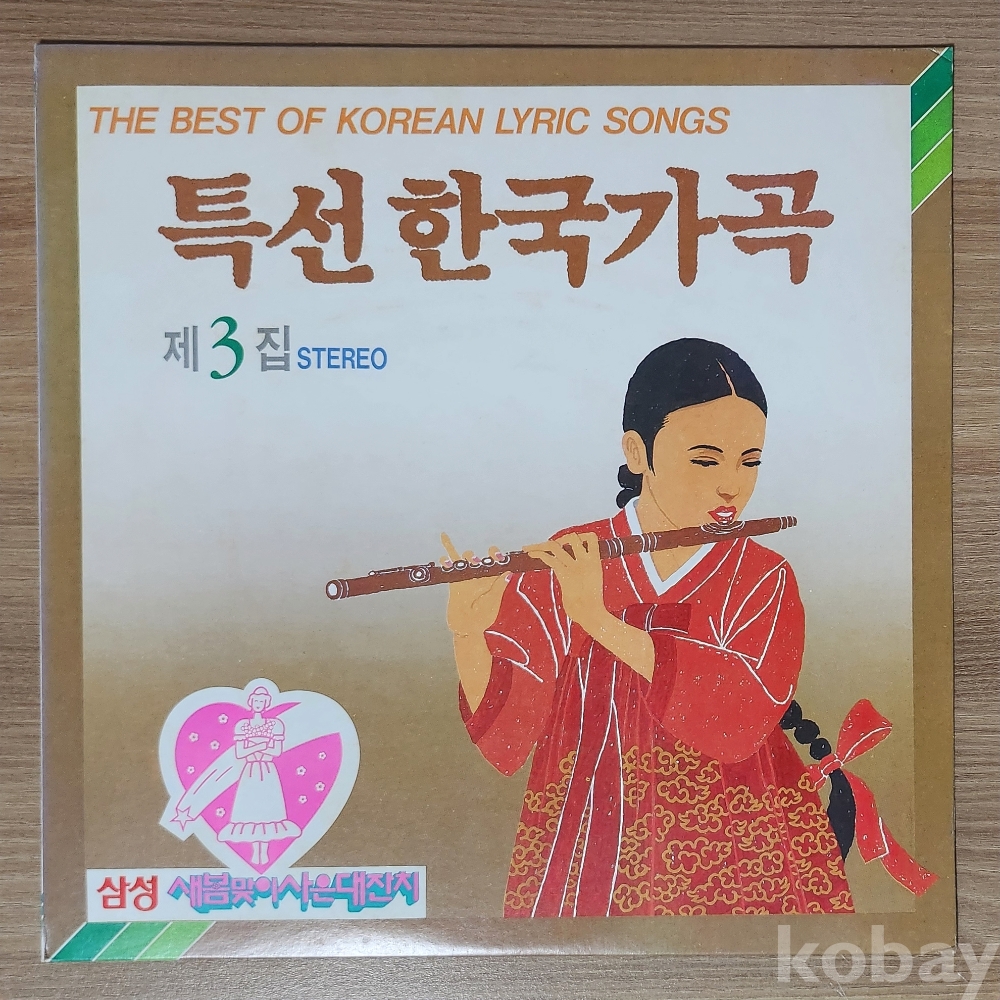 THE BEST OF KOREAN LYRIC SONGS
특선 한국가곡
제3집 STEREO
삼성 새봄맞이사은대잔치
kobay